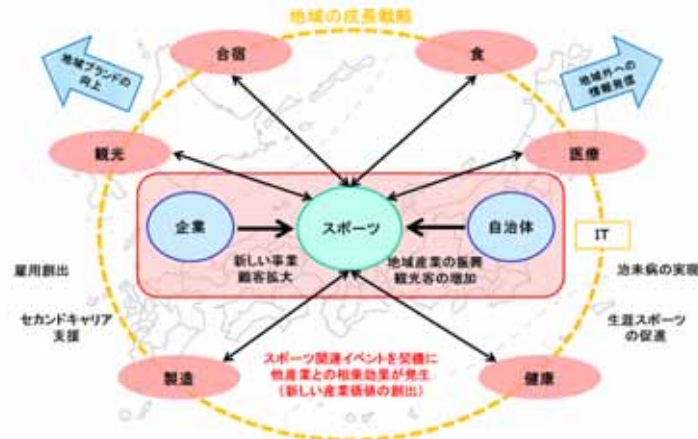 地域の成長戦略
合宿
食
地域ブランドの
向上
地域外への
情報発信
観光
医療
企業
スポーツ
自治体
IT
新しい事業
顧客拡大
地域産業の振興
観光客の増加
雇用創出
治未病の実現
セカンドキャリア
支援
生涯スポーツ
の促進
スポーツ関連イベントを契機に
他産業との相乗効果が発生
（新しい産業価値の創出）
製造
健康